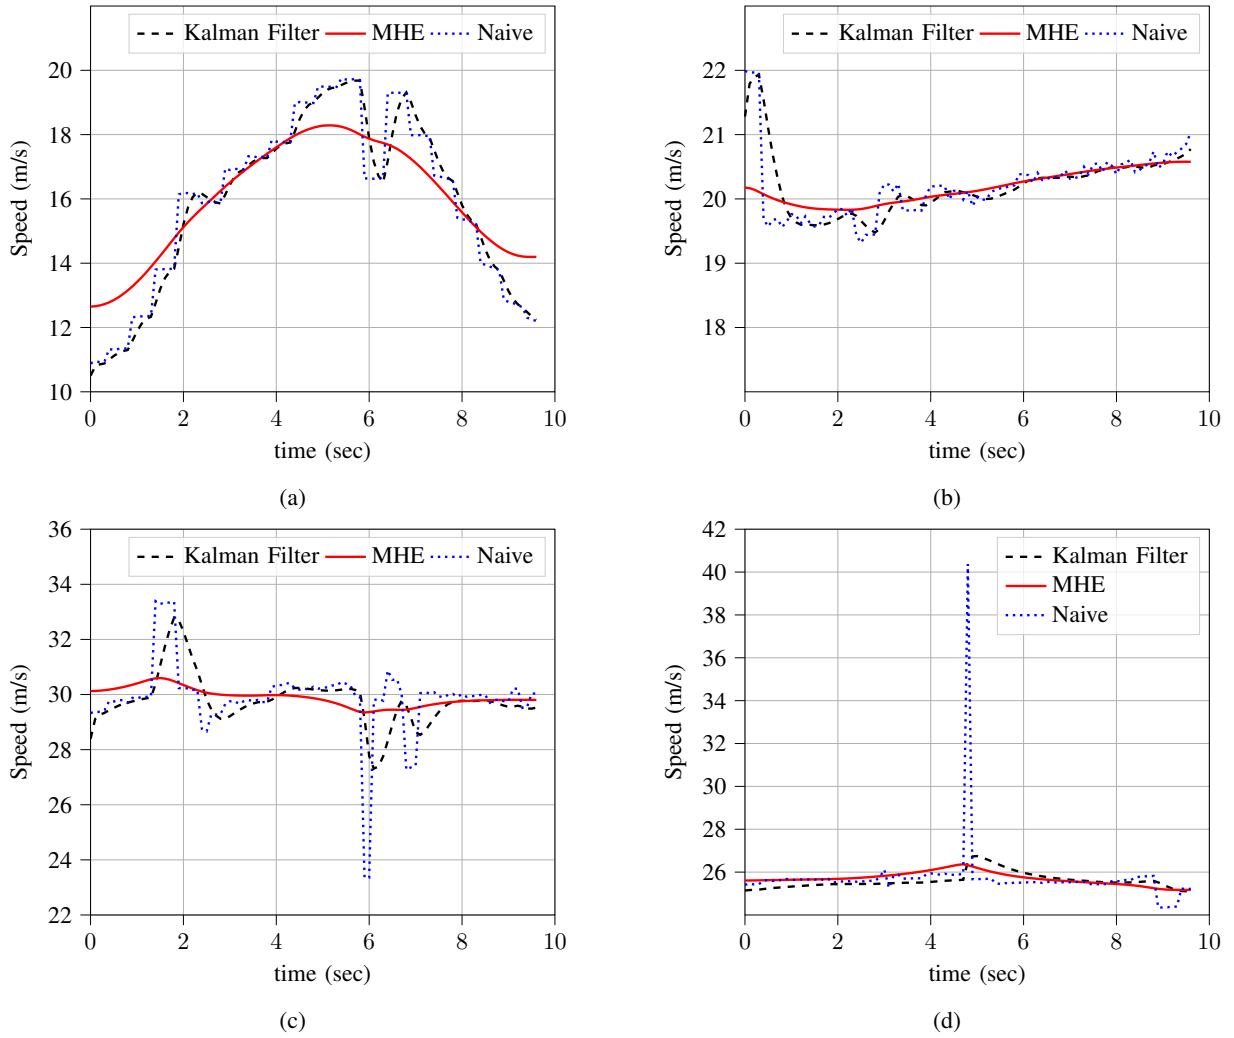 Kalman Filter MHE Naive
20
18
16
14
12
10
Speed (m/s)
0 2 4 6 8 10
time (sec)
(a)
Kalman Filter MHE Naive
22
21
20
19
18
Speed (m/s)
0 2 4 6 8 10
time (sec)
(b)
Kalman Filter MHE Naive
36
34
32
30
28
26
24
22
Speed (m/s)
0 2 4 6 8 10
time (sec)
(c)
Kalman Filter
MHE
Naive
42
40
38
36
34
32
30
28
26
Speed (m/s)
0 2 4 6 8 10
time (sec)
(d)